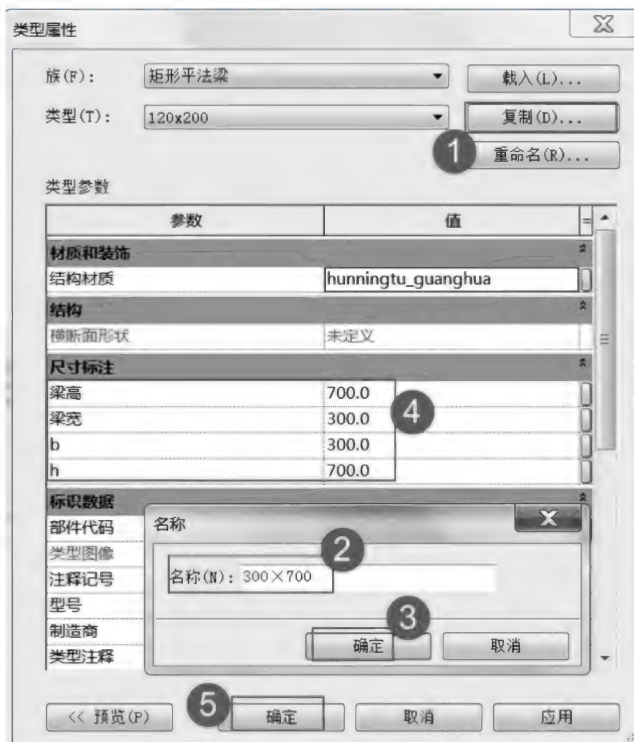 类型属性
族(F): 矩形平法梁 载入(L)...
类型(T): 120x200 复制(D)...
1 重命名(R)...
类型参数
参数 值 =
材质和装饰
结构材质 hunningtu_guanghua
结构
横断面形状 未定义
尺寸标注
梁高 700.0
梁宽 300.0 4
b 300.0
h 700.0
标识数据
部件代码 名称
类型图像 2
注释记号 名称(N): 300×700
型号 3
制造商 确定 取消
类型注释
<< 预览(P) 5 确定 取消 应用